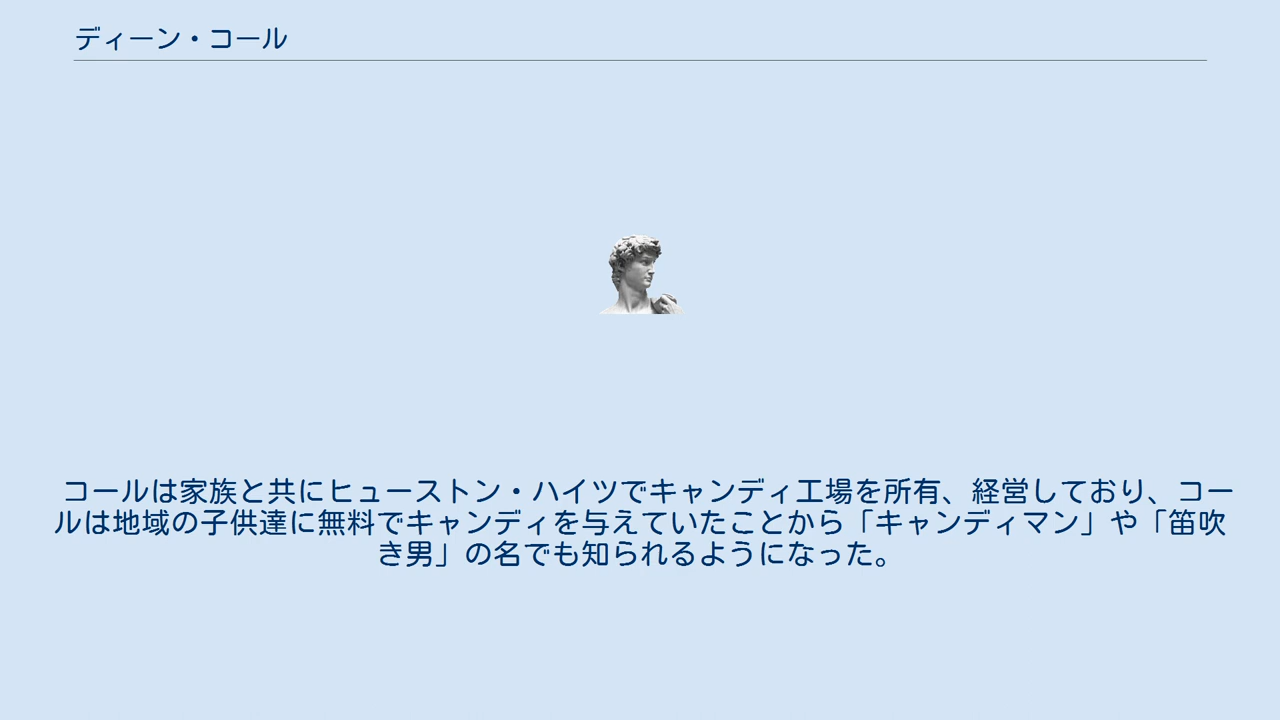 ディーン・コール
コールは家族と共にヒューストン・ハイツでキャンディ工場を所有、経営しており、コー
ルは地域の子供達に無料でキャンディを与えていたことから「キャンディマン」や「笛吹
き男」の名でも知られるようになった。